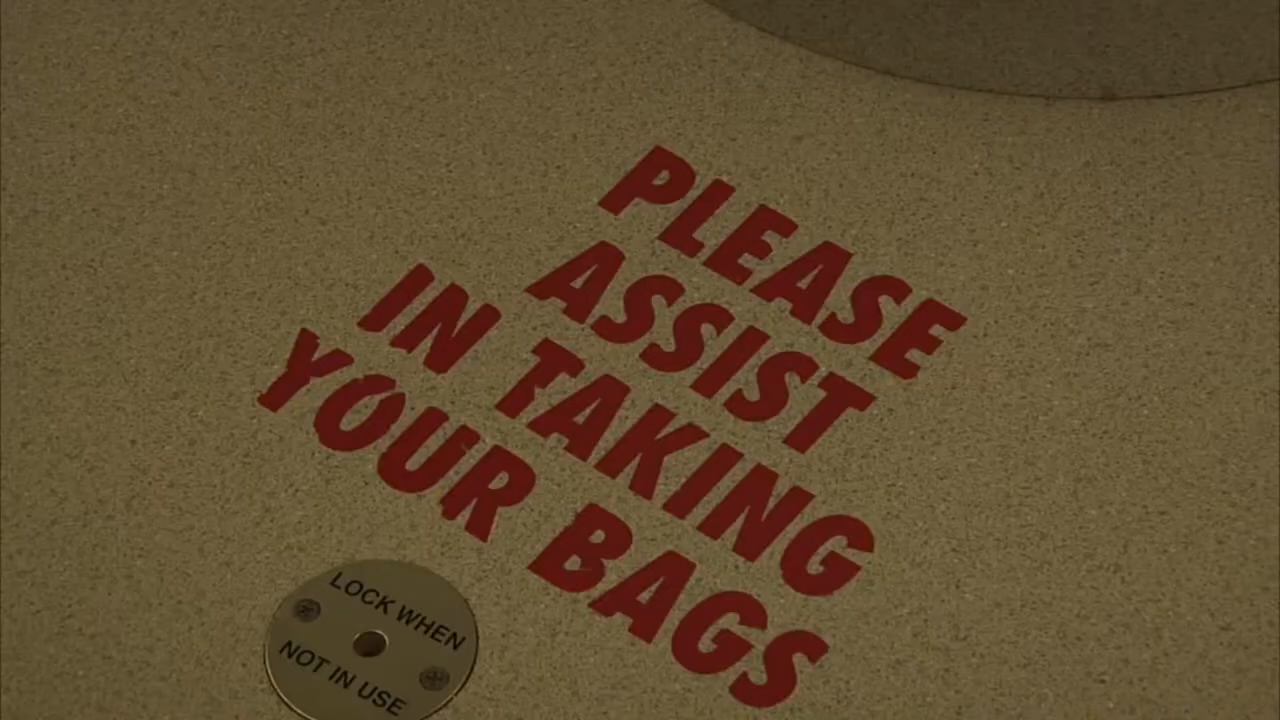 PLEASE
ASSIST
IN TAKING
YOUR BAGS
LOCK WHEN
NOT IN USE